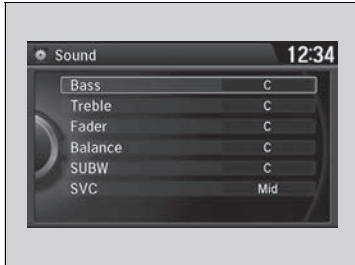 Sound 12:34
Bass C
Treble C
Fader C
Balance C
SUBW C
SVC Mid